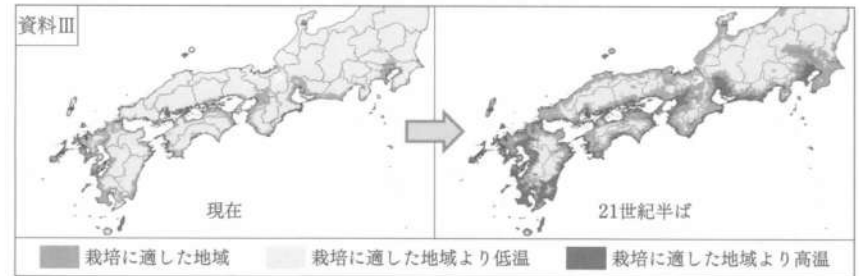 資料Ⅲ
現在
21世紀半ば
栽培に適した地域
栽培に適した地域より低温
栽培に適した地域より高温